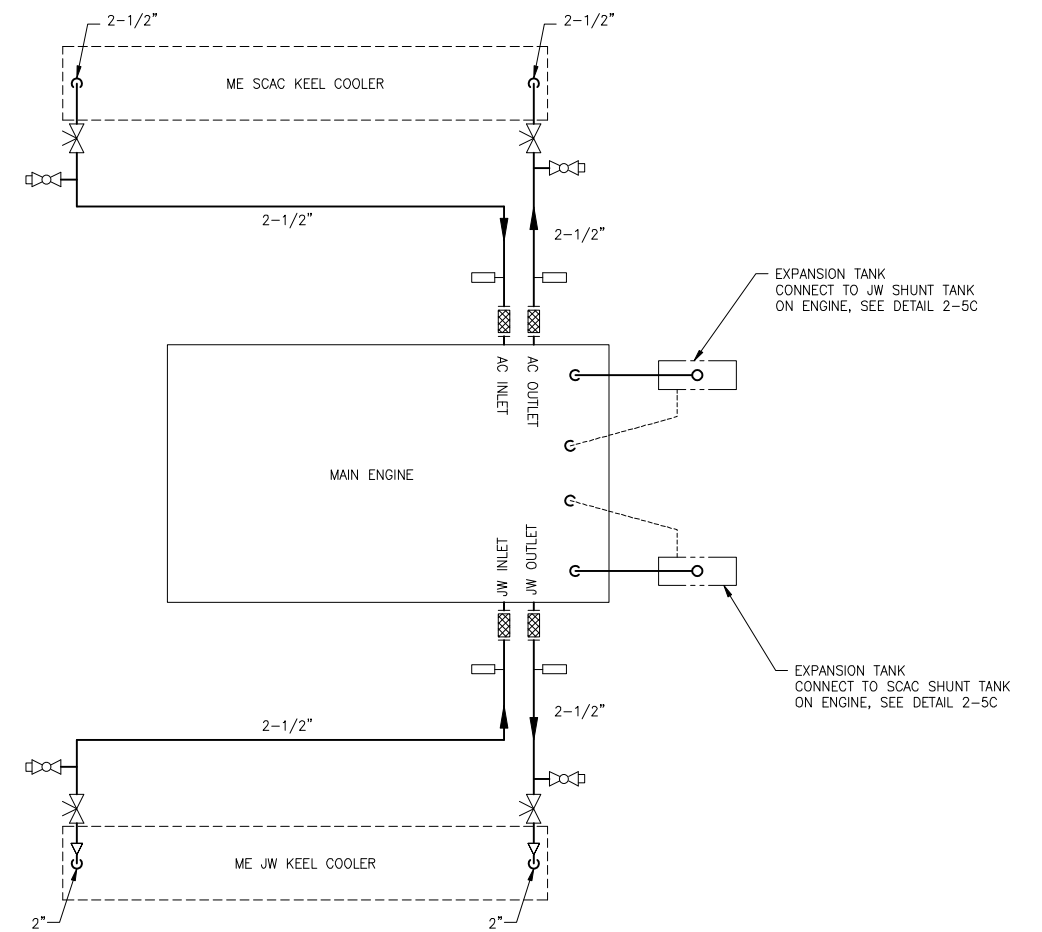 2-1/2"
2-1/2"
ME SCAC KEEL COOLER
2-1/2"
2-1/2"
EXPANSION TANK
CONNECT TO JW SHUNT TANK
ON ENGINE, SEE DETAIL 2-5C
AC INLET
AC OUTLET
MAIN ENGINE
JW INLET
JW OUTLET
EXPANSION TANK
CONNECT TO SCAC SHUNT TANK
ON ENGINE, SEE DETAIL 2-5C
2-1/2"
2-1/2"
ME JW KEEL COOLER
2"
2"